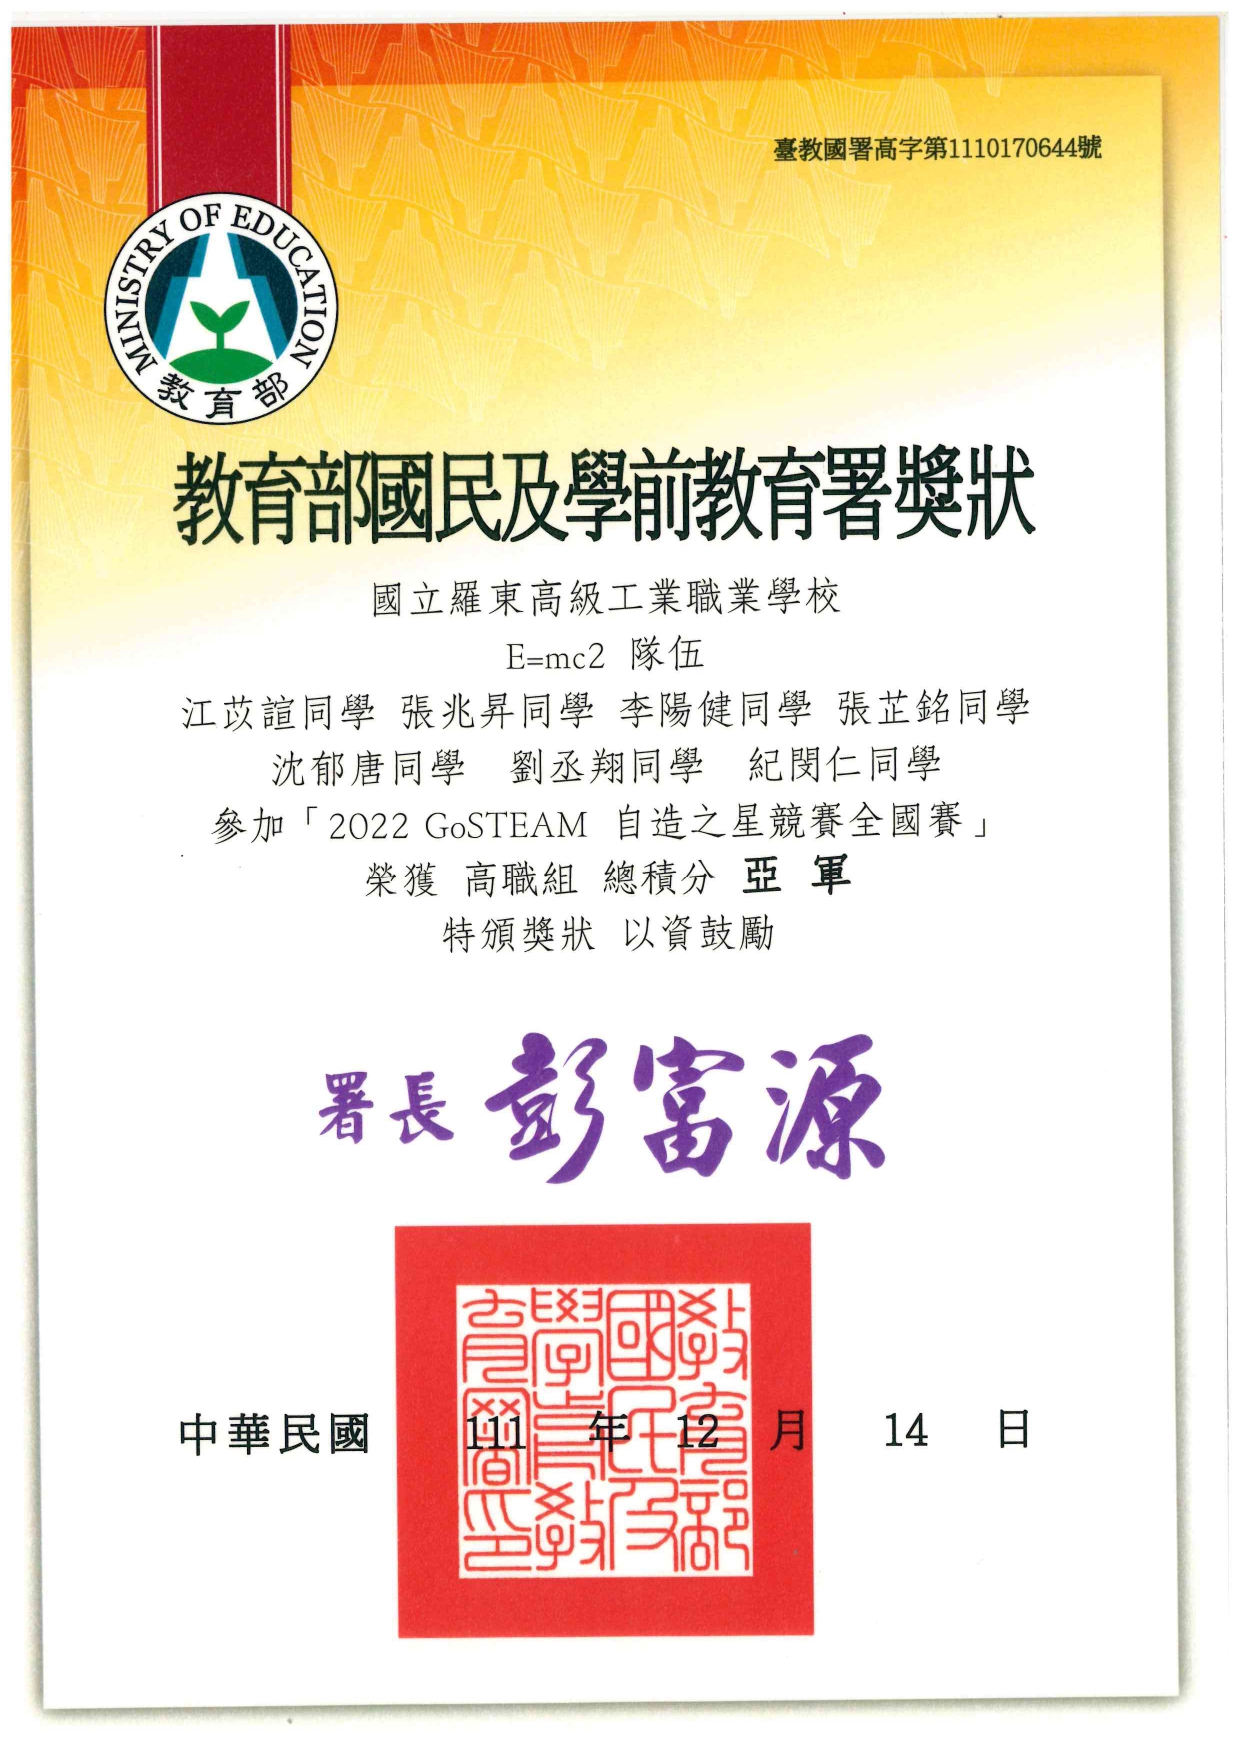 臺教國署高字第1110170644號
MINISTRY OF EDUCATION
教育部
教育部國民及學前教育署獎狀
國立羅東高級工業職業學校
E=mc2 隊伍
江苡諠同學 張兆昇同學 李陽健同學 張芷銘同學
沈郁唐同學 劉丞翔同學 紀閔仁同學
參加「2022 GoSTEAM 自造之星競賽全國賽」
榮獲 高職組 總積分 亞 軍
特頒獎狀 以資鼓勵
署長 彭富源
教育部國民及學前教育署印
中華民國 111 年 12 月 14 日